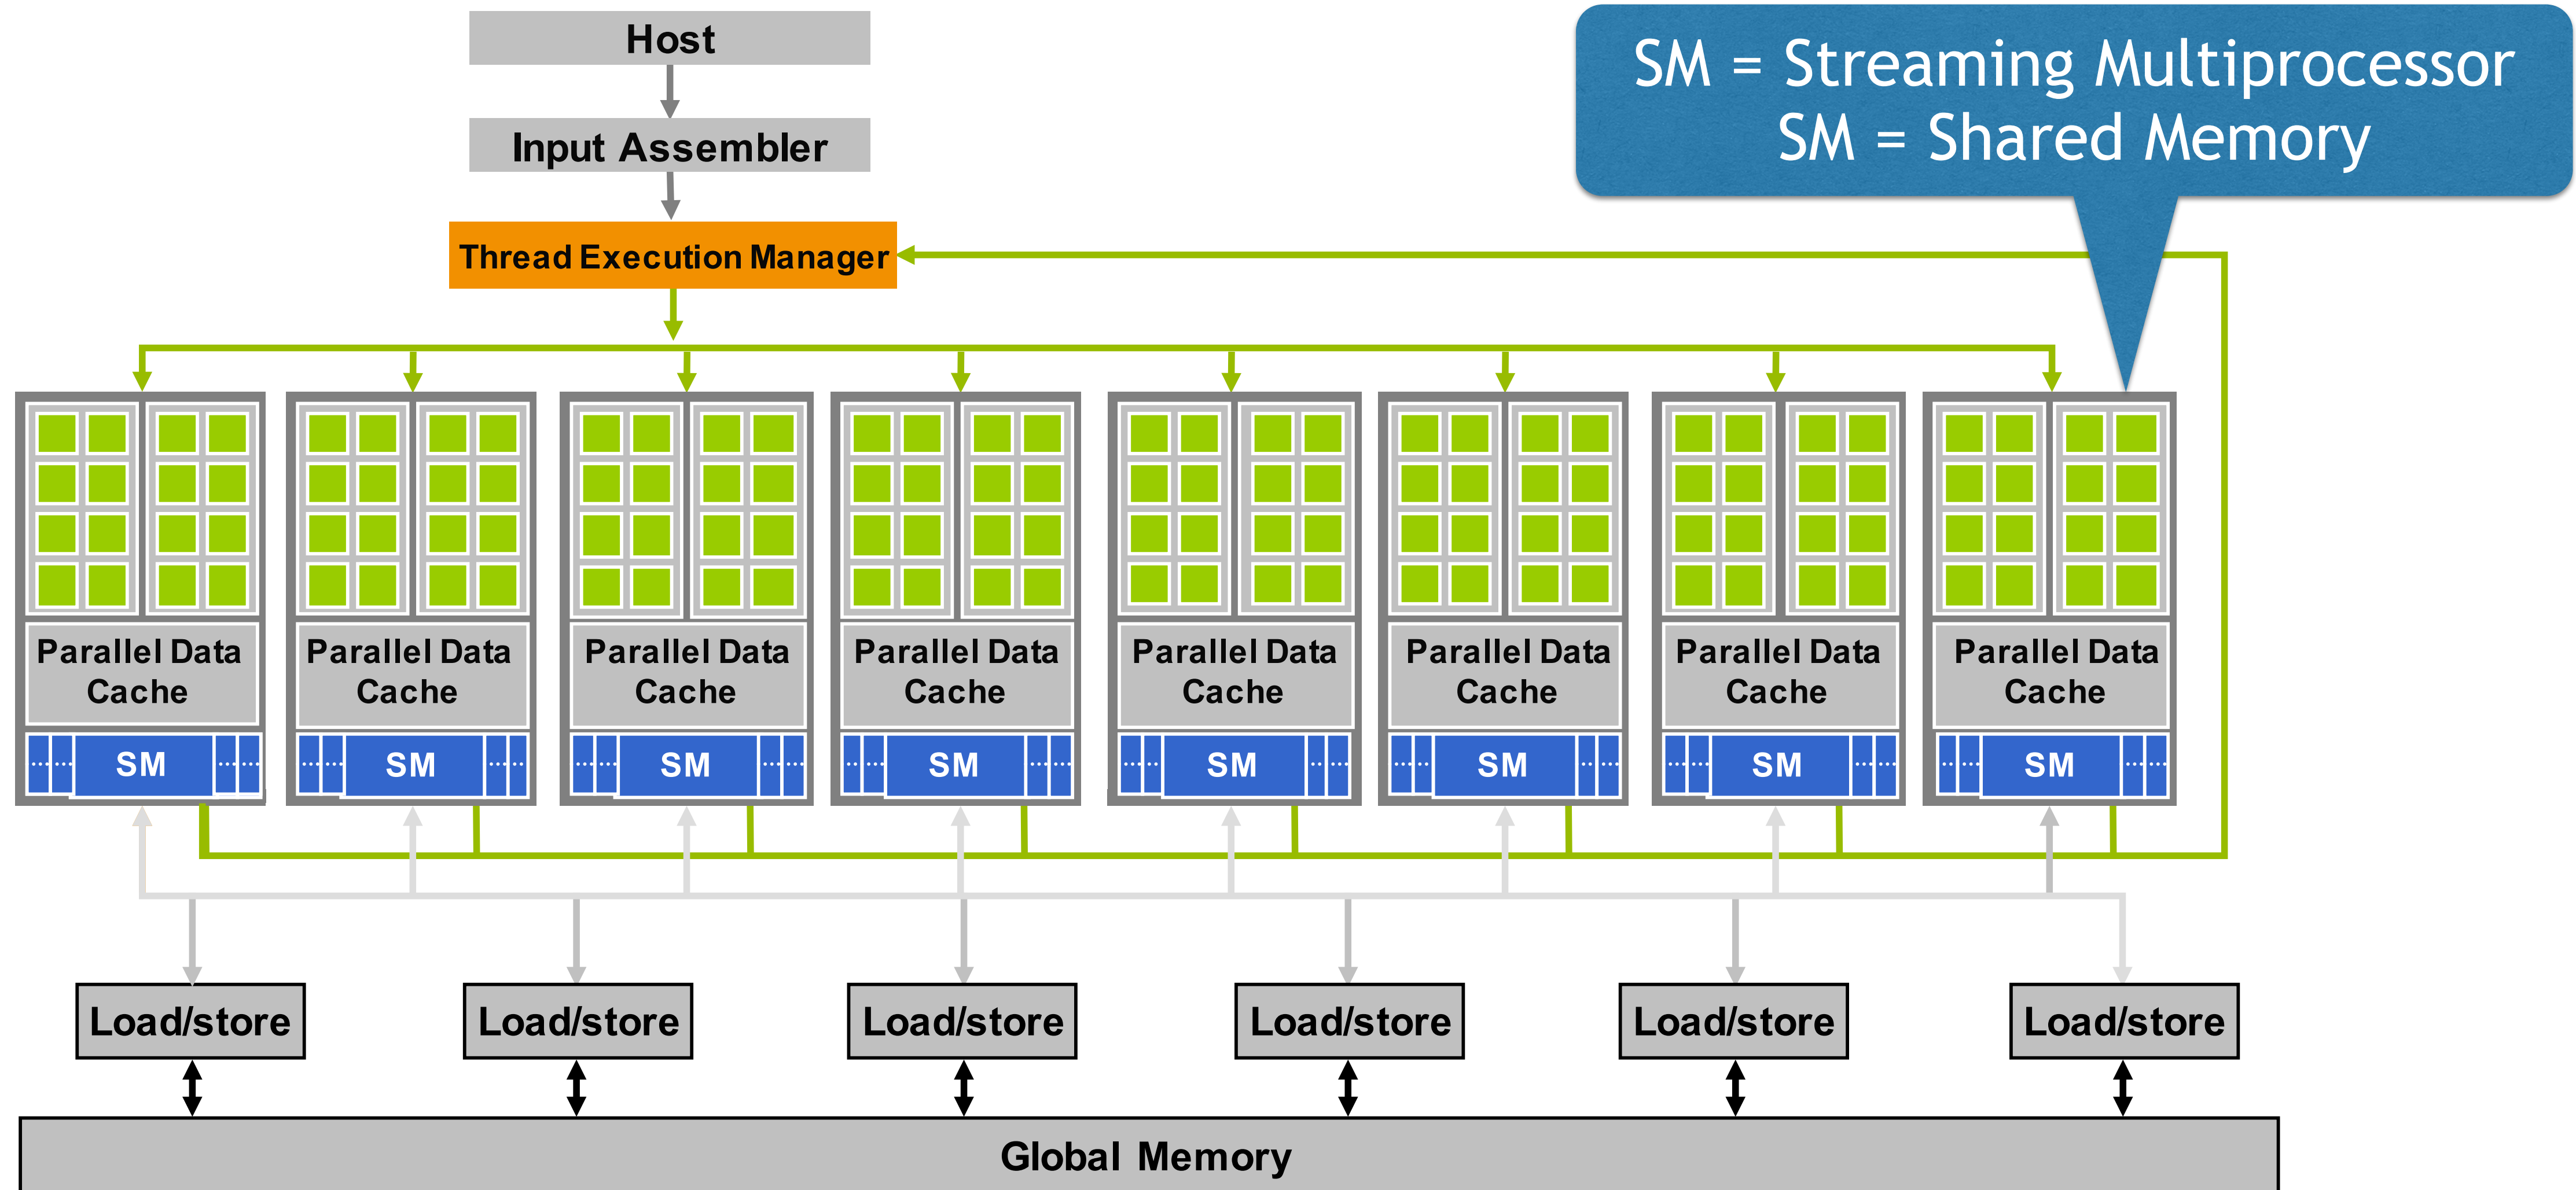 Host
SM = Streaming Multiprocessor
SM = Shared Memory
Input Assembler
Thread Execution Manager
Parallel Data
Cache
Parallel Data
Cache
Parallel Data
Cache
Parallel Data
Cache
Parallel Data
Cache
Parallel Data
Cache
Parallel Data
Cache
Parallel Data
Cache
... ... SM ... ...
... ... SM ... ...
... ... SM ... ...
... ... SM ... ...
... ... SM ... ...
... ... SM ... ...
... ... SM ... ...
... ... SM ... ...
Load/store
Load/store
Load/store
Load/store
Load/store
Load/store
Global Memory